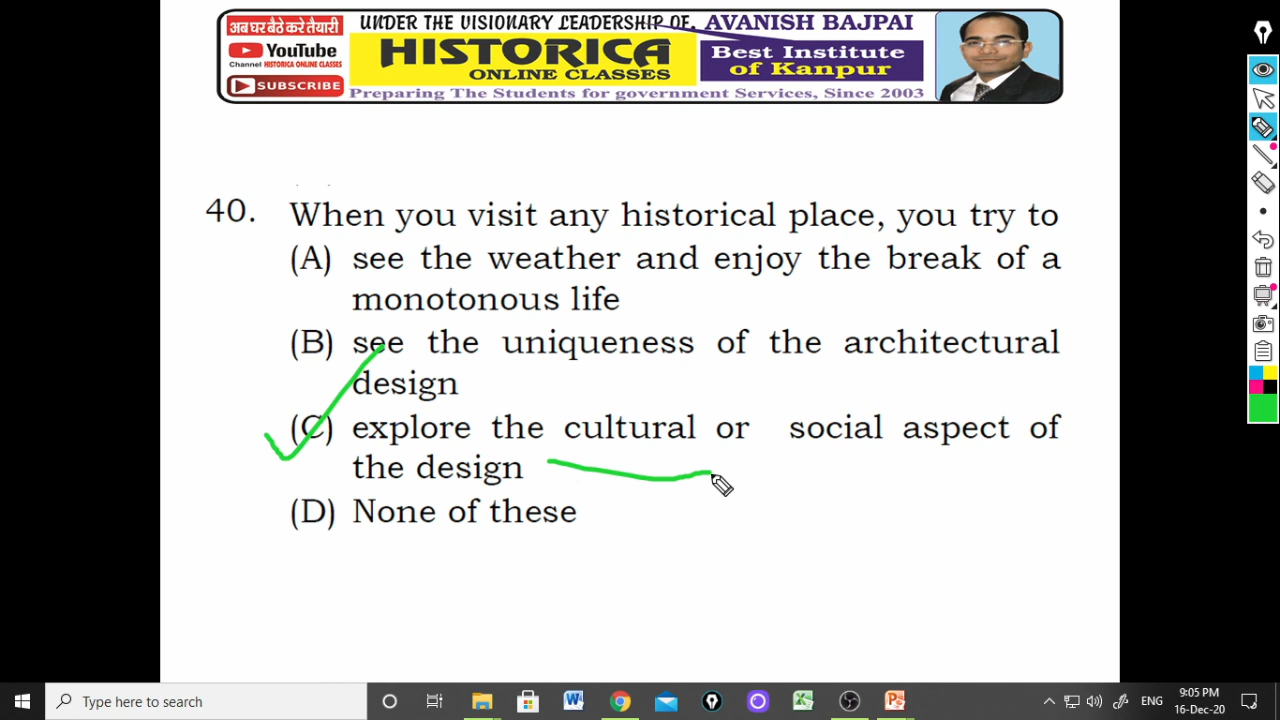 अब घर बैठे करे तैयारी
UNDER THE VISIONARY LEADERSHIP OF. AVANISH BAJPAI
YouTube
Channel HISTORICA ONLINE CLASSES
HISTORICA
ONLINE CLASSES
Best Institute
of Kanpur
SUBSCRIBE
Preparing The Students for government Services, Since 2003
40. When you visit any historical place, you try to
(A) see the weather and enjoy the break of a
monotonous life
(B) see the uniqueness of the architectural
design
(C) explore the cultural or social aspect of
the design
(D) None of these
Type here to search
ENG
9:05 PM
16-Dec-20